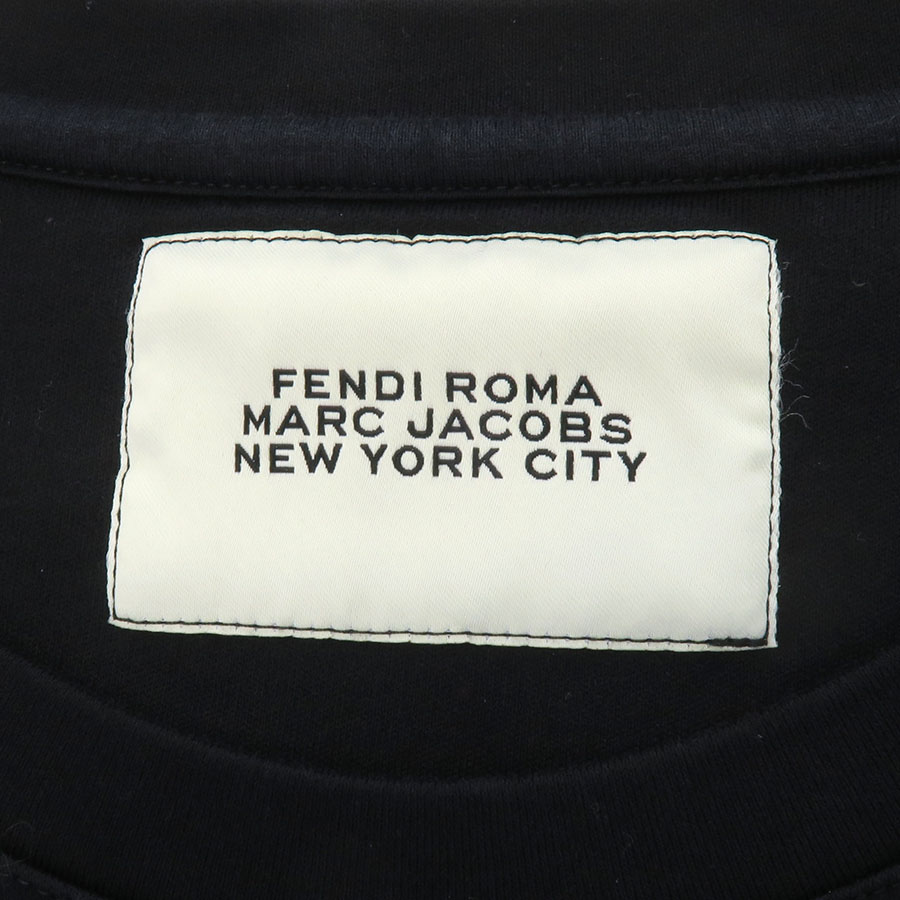 FENDI ROMA
MARC JACOBS
NEW YORK CITY